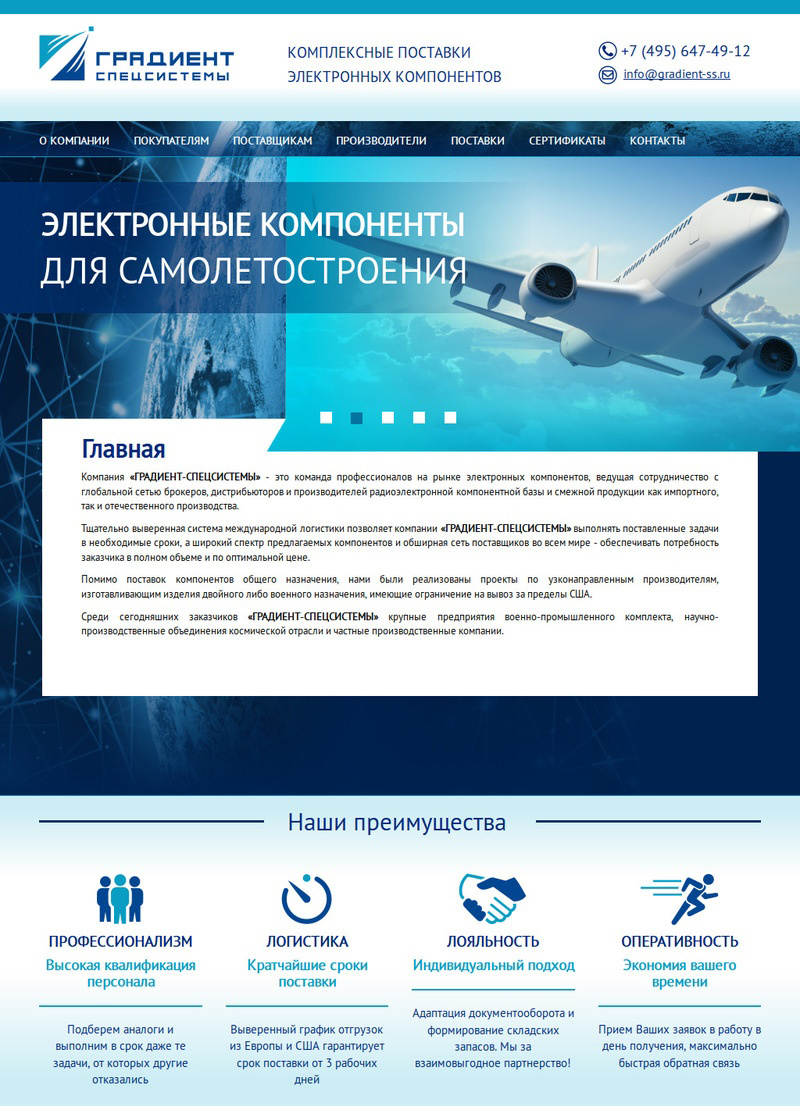 ГРАДИЕНТ
СПЕЦСИСТЕМЫ
КОМПЛЕКСНЫЕ ПОСТАВКИ
ЭЛЕКТРОННЫХ КОМПОНЕНТОВ
+7 (495) 647-49-12
info@gradient-ss.ru
О КОМПАНИИ ПОКУПАТЕЛЯМ ПОСТАВЩИКАМ ПРОИЗВОДИТЕЛИ ПОСТАВКИ СЕРТИФИКАТЫ КОНТАКТЫ
ЭЛЕКТРОННЫЕ КОМПОНЕНТЫ
ДЛЯ САМОЛЕТОСТРОЕНИЯ
Главная
Компания «ГРАДИЕНТ-СПЕЦСИСТЕМЫ» - это команда профессионалов на рынке электронных компонентов, ведущая сотрудничество с
глобальной сетью брокеров, дистрибьюторов и производителей радиоэлектронной компонентной базы и смежной продукции как импортного,
так и отечественного производства.
Тщательно выверенная система международной логистики позволяет компании «ГРАДИЕНТ-СПЕЦСИСТЕМЫ» выполнять поставленные задачи
в необходимые сроки, а широкий спектр предлагаемых компонентов и обширная сеть поставщиков во всем мире - обеспечивать потребность
заказчика в полном объеме и по оптимальной цене.
Помимо поставок компонентов общего назначения, нами были реализованы проекты по узконаправленным производителям,
изготавливающим изделия двойного либо военного назначения, имеющие ограничение на вывоз за пределы США.
Среди сегодняшних заказчиков «ГРАДИЕНТ-СПЕЦСИСТЕМЫ» крупные предприятия военно-промышленного комплекта, научно-
производственные объединения космической отрасли и частные производственные компании.
Наши преимущества
ПРОФЕССИОНАЛИЗМ
Высокая квалификация
персонала
Подберем аналоги и
выполним в срок даже те
задачи, от которых другие
отказались
ЛОГИСТИКА
Кратчайшие сроки
поставки
Выверенный график отгрузок
из Европы и США гарантирует
срок поставки от 3 рабочих
дней
ЛОЯЛЬНОСТЬ
Индивидуальный подход
Адаптация документооборота и
формирование складских
запасов. Мы за
взаимовыгодное партнерство!
ОПЕРАТИВНОСТЬ
Экономия вашего
времени
Прием Ваших заявок в работу в
день получения, максимально
быстрая обратная связь